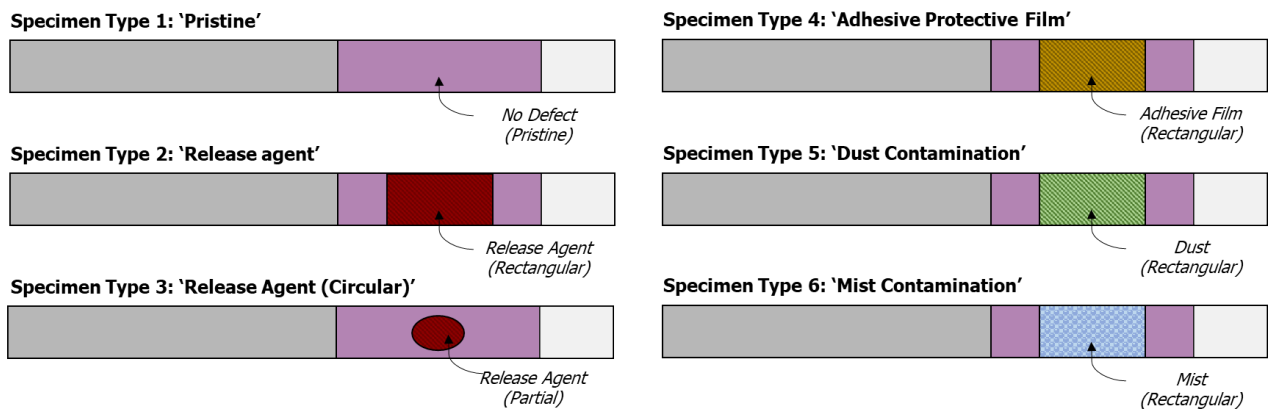 Specimen Type 1: ‘Pristine’
No Defect
(Pristine)
Specimen Type 2: ‘Release agent’
Release Agent
(Rectangular)
Specimen Type 3: ‘Release Agent (Circular)’
Release Agent
(Partial)
Specimen Type 4: ‘Adhesive Protective Film’
Adhesive Film
(Rectangular)
Specimen Type 5: ‘Dust Contamination’
Dust
(Rectangular)
Specimen Type 6: ‘Mist Contamination’
Mist
(Rectangular)